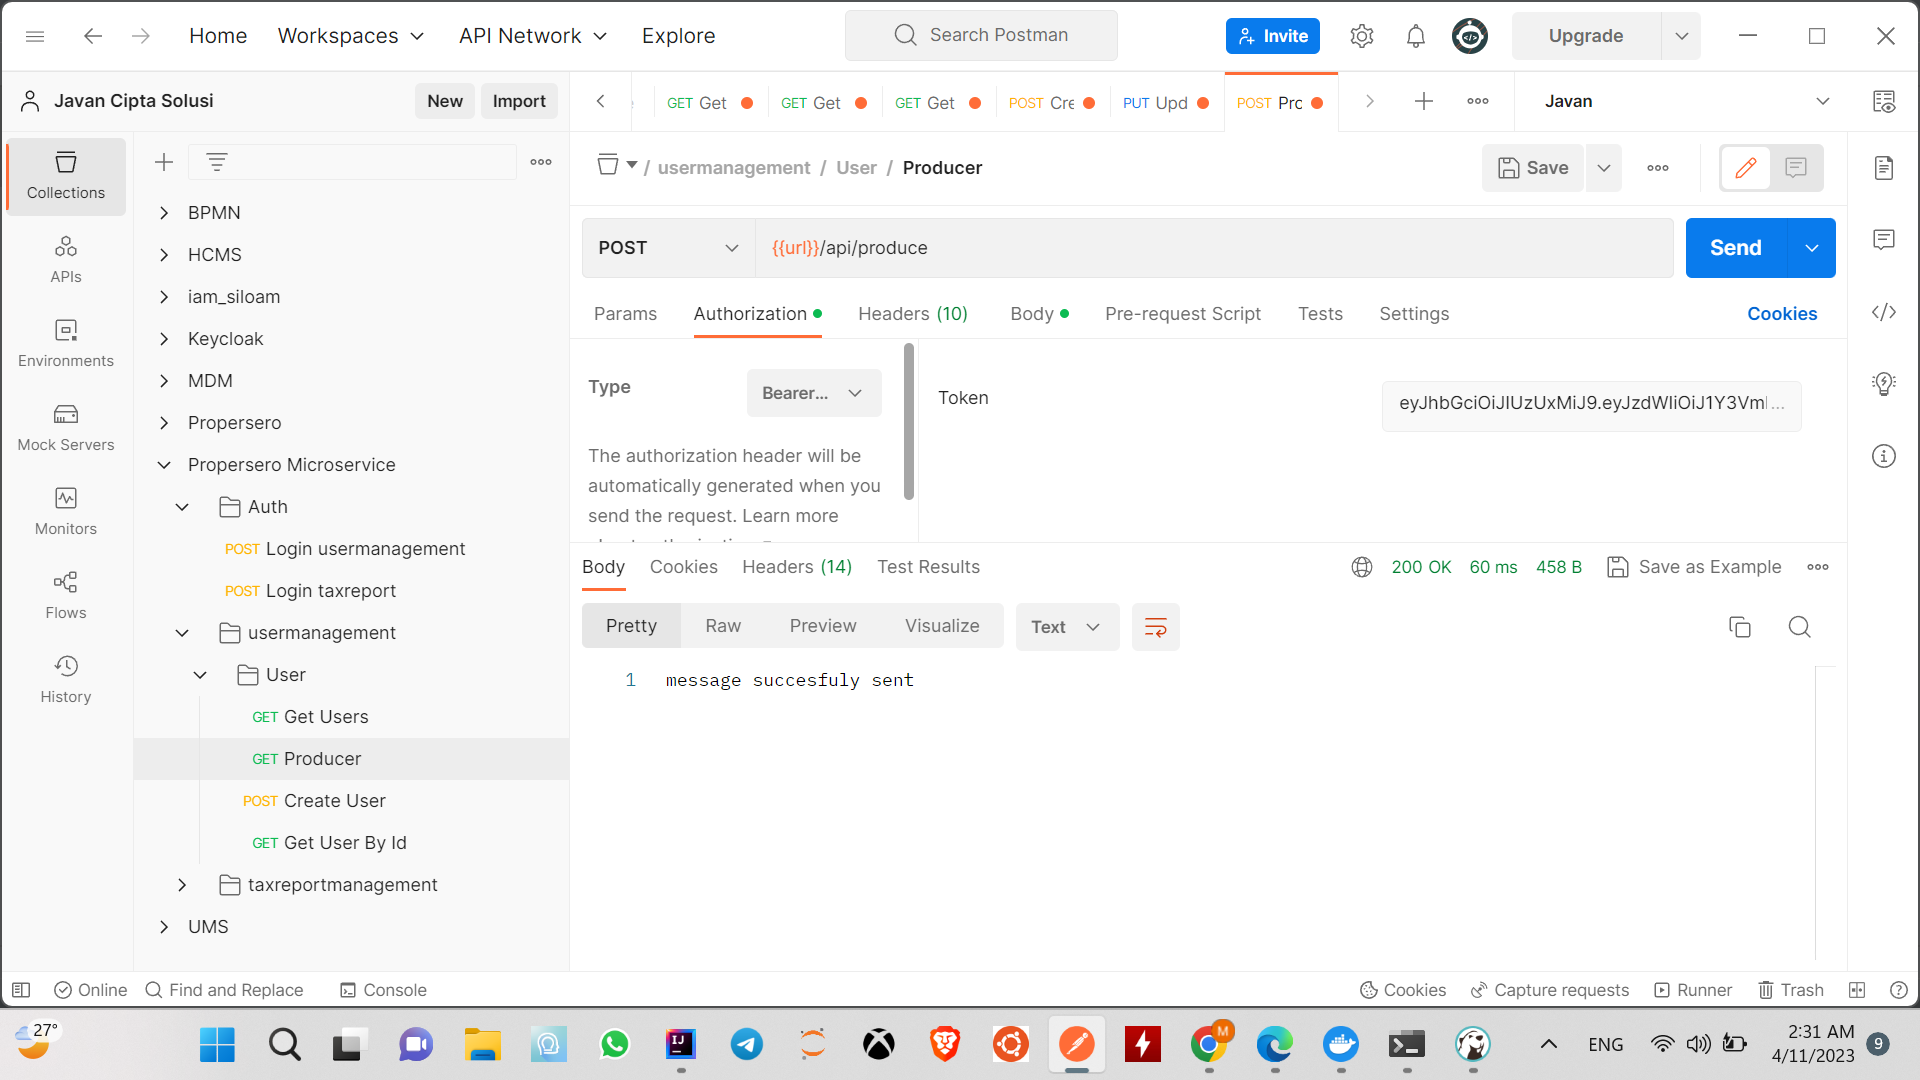 Home
Workspaces
API Network
Explore
Search Postman
Invite
Upgrade
Javan Cipta Solusi
New
Import
GET Get
GET Get
GET Get
POST Cre
PUT Upd
POST Pro
Javan
Collections
APIs
Environments
Mock Servers
Monitors
Flows
History
BPMN
HCMS
iam_siloam
Keycloak
MDM
Propersero
Propersero Microservice
Auth
POST Login usermanagement
POST Login taxreport
usermanagement
User
GET Get Users
GET Producer
POST Create User
GET Get User By Id
taxreportmanagement
UMS
/ usermanagement / User / Producer
Save
POST
{{url}}/api/produce
Send
Params
Authorization
Headers (10)
Body
Pre-request Script
Tests
Settings
Cookies
Type
Bearer...
The authorization header will be
automatically generated when you
send the request. Learn more
Token
Body
Cookies
Headers (14)
Test Results
200 OK
60 ms
458 B
Save as Example
Pretty
Raw
Preview
Visualize
Text
1 message succesfuly sent
Online
Find and Replace
Console
Cookies
Capture requests
Runner
Trash
27°
M
ENG
2:31 AM
4/11/2023
9